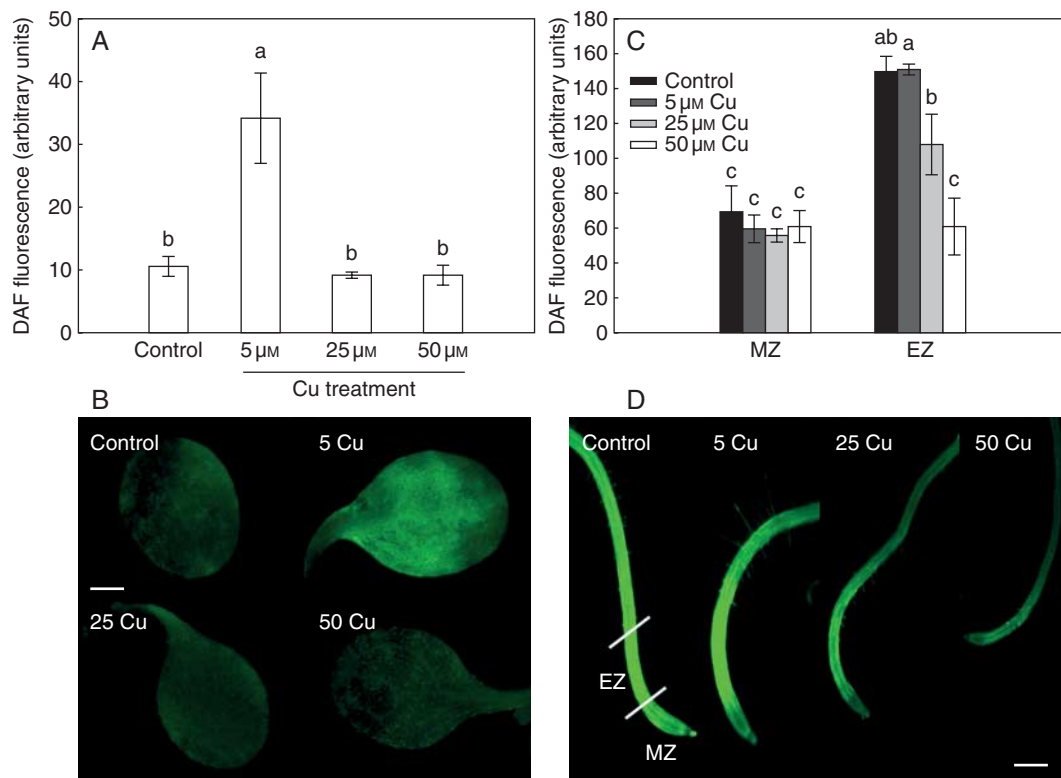 A
DAF fluorescence (arbitrary units)
50
40
30
20
10
0
b
a
b
b
Control
5 µM
25 µM
50 µM
Cu treatment
C
DAF fluorescence (arbitrary units)
180
160
140
120
100
80
60
40
20
0
Control
5 µM Cu
25 µM Cu
50 µM Cu
c
c
c
c
ab
a
b
c
MZ
EZ
B
Control
5 Cu
25 Cu
50 Cu
D
Control
5 Cu
25 Cu
50 Cu
EZ
MZ